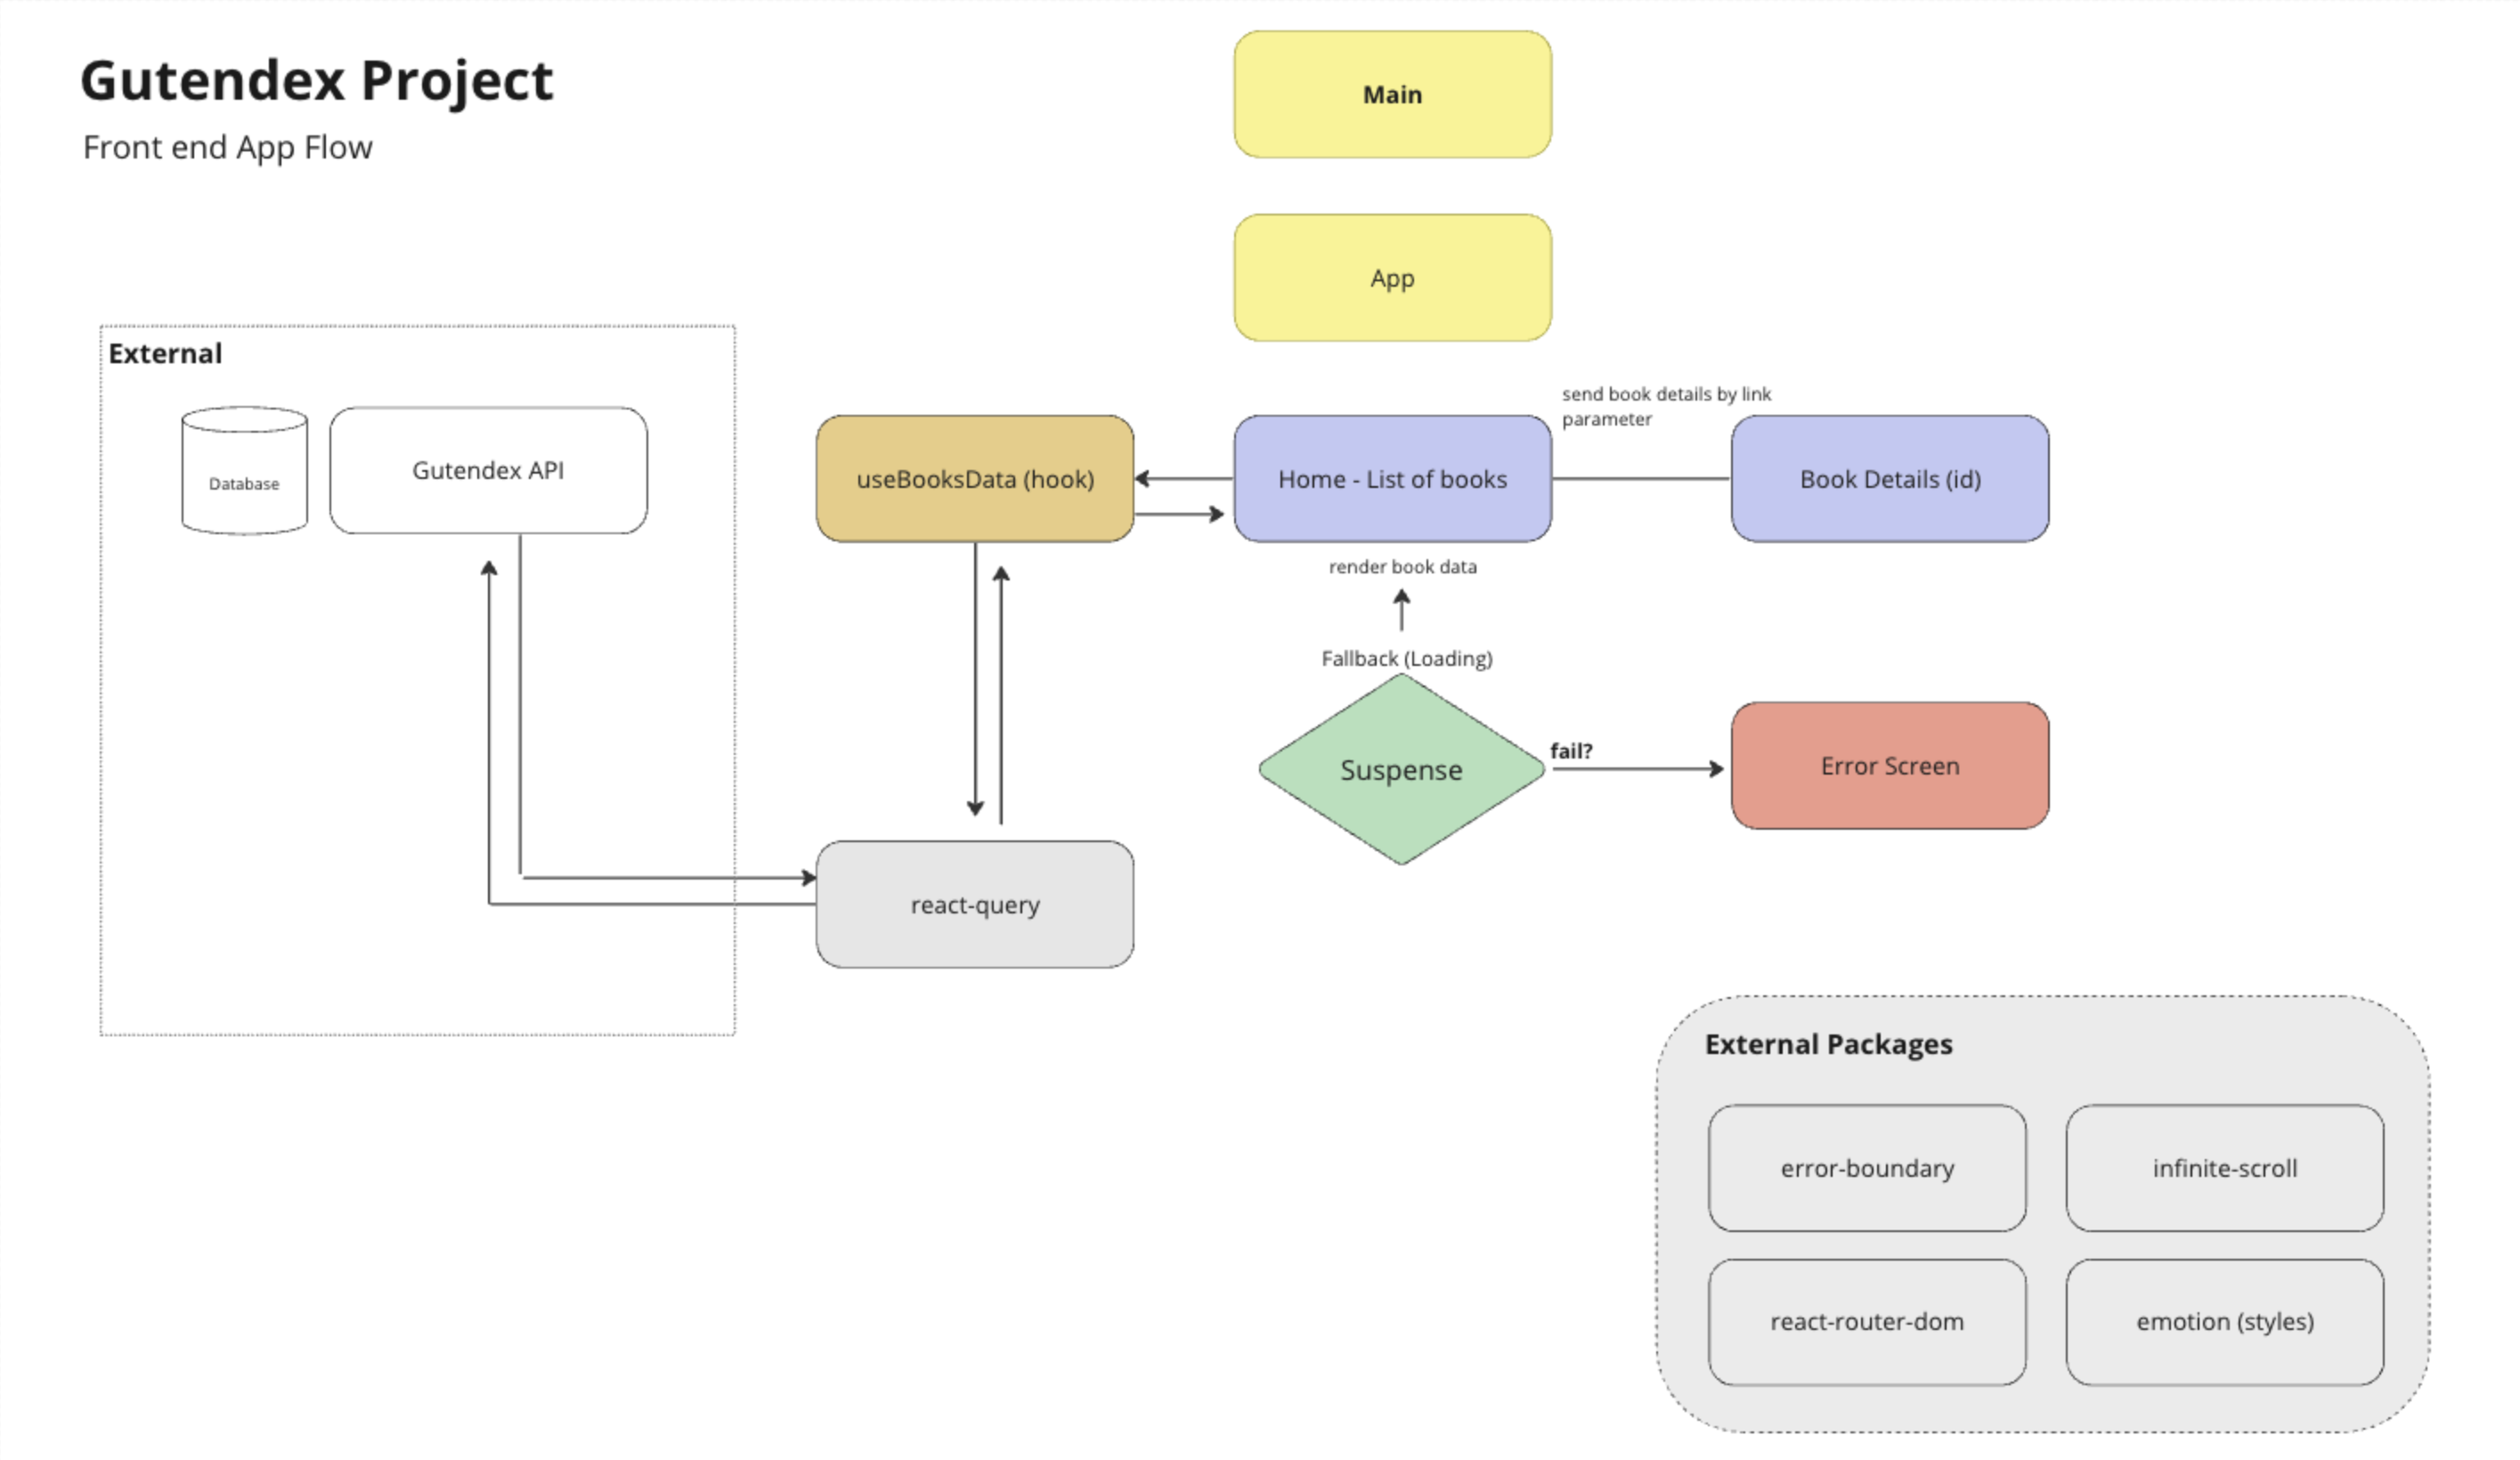 Gutendex Project
Front end App Flow
Main
App
External
Database
Gutendex API
useBooksData (hook)
Home - List of books
send book details by link
parameter
Book Details (id)
render book data
Fallback (Loading)
Suspense
fail?
Error Screen
react-query
External Packages
error-boundary
infinite-scroll
react-router-dom
emotion (styles)